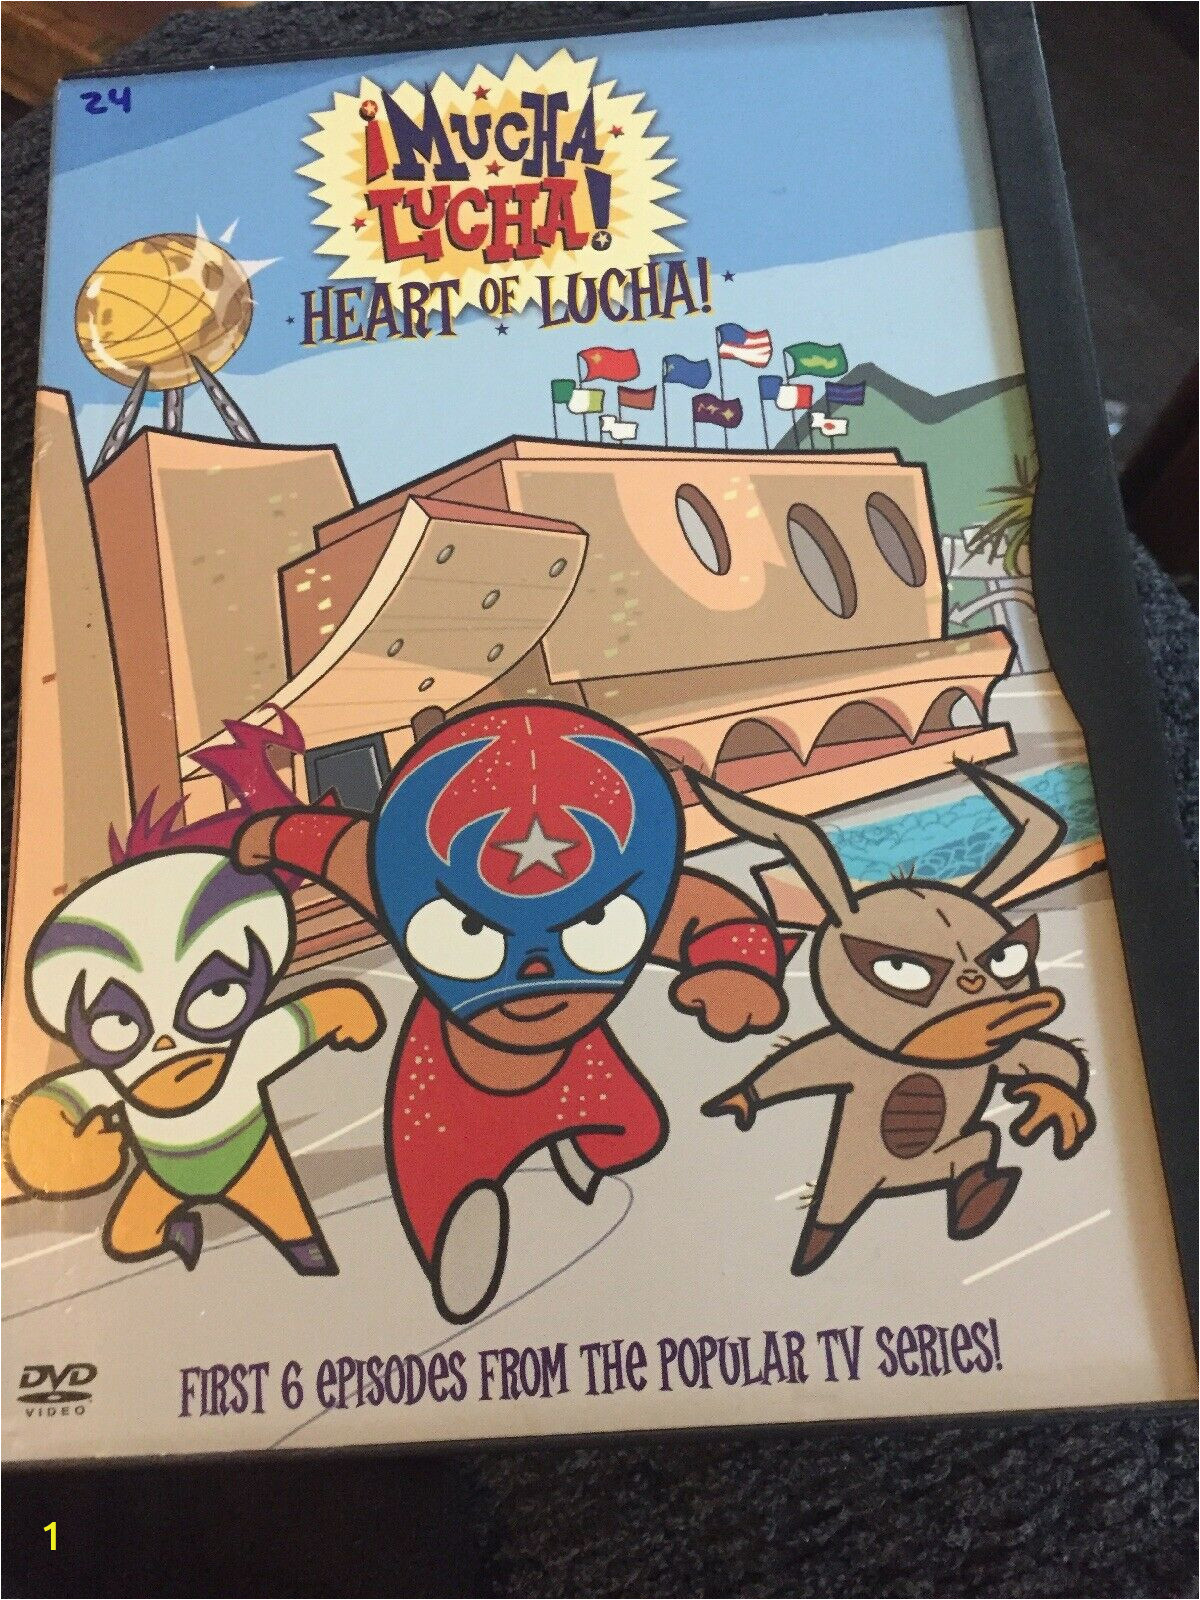 24
¡MUCHA
LUCHA!
HEART OF LUCHA!
FIRST 6 EPISODES FROM THE POPULAR TV SERIES!
DVD
VIDEO
1